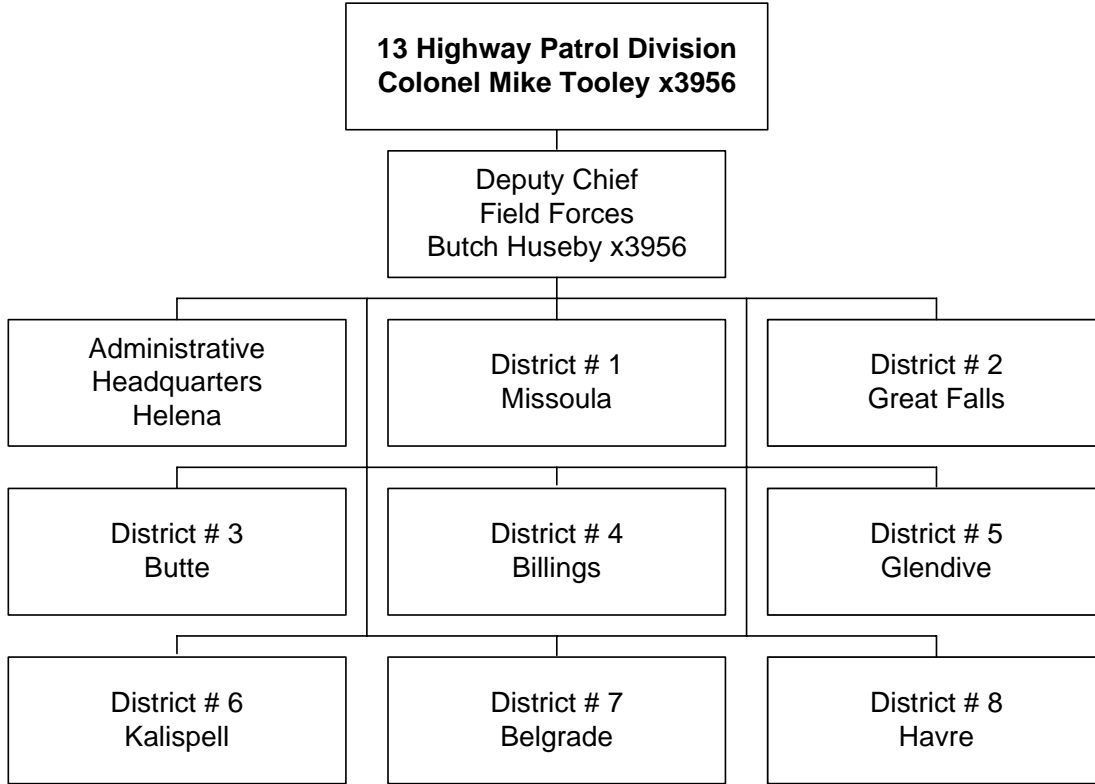 13 Highway Patrol Division
Colonel Mike Tooley x3956
Deputy Chief
Field Forces
Butch Huseby x3956
Administrative
Headquarters
Helena
District # 1
Missoula
District # 2
Great Falls
District # 3
Butte
District # 4
Billings
District # 5
Glendive
District # 6
Kalispell
District # 7
Belgrade
District # 8
Havre